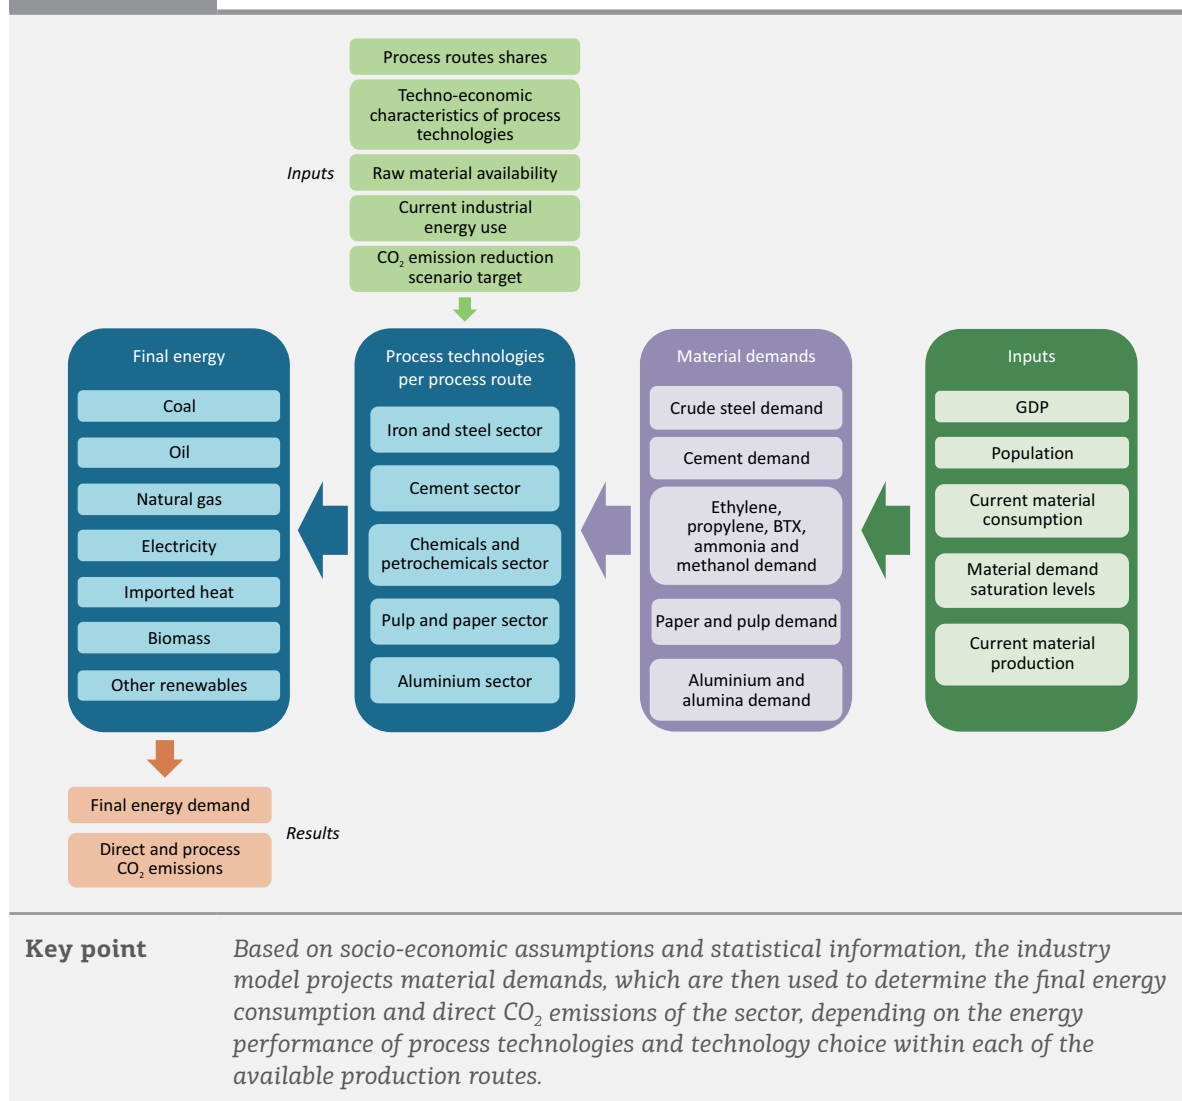 Process routes shares
Techno-economic
characteristics of process
technologies
Inputs
Raw material availability
Current industrial
energy use
CO₂ emission reduction
scenario target
Final energy
Coal
Oil
Natural gas
Electricity
Imported heat
Biomass
Other renewables
Process technologies
per process route
Iron and steel sector
Cement sector
Chemicals and
petrochemicals sector
Pulp and paper sector
Aluminium sector
Material demands
Crude steel demand
Cement demand
Ethylene,
propylene, BTX,
ammonia and
methanol demand
Paper and pulp demand
Aluminium and
alumina demand
Inputs
GDP
Population
Current material
consumption
Material demand
saturation levels
Current material
production
Final energy demand
Direct and process
CO₂ emissions
Results
Key point
Based on socio-economic assumptions and statistical information, the industry
model projects material demands, which are then used to determine the final energy
consumption and direct CO₂ emissions of the sector, depending on the energy
performance of process technologies and technology choice within each of the
available production routes.